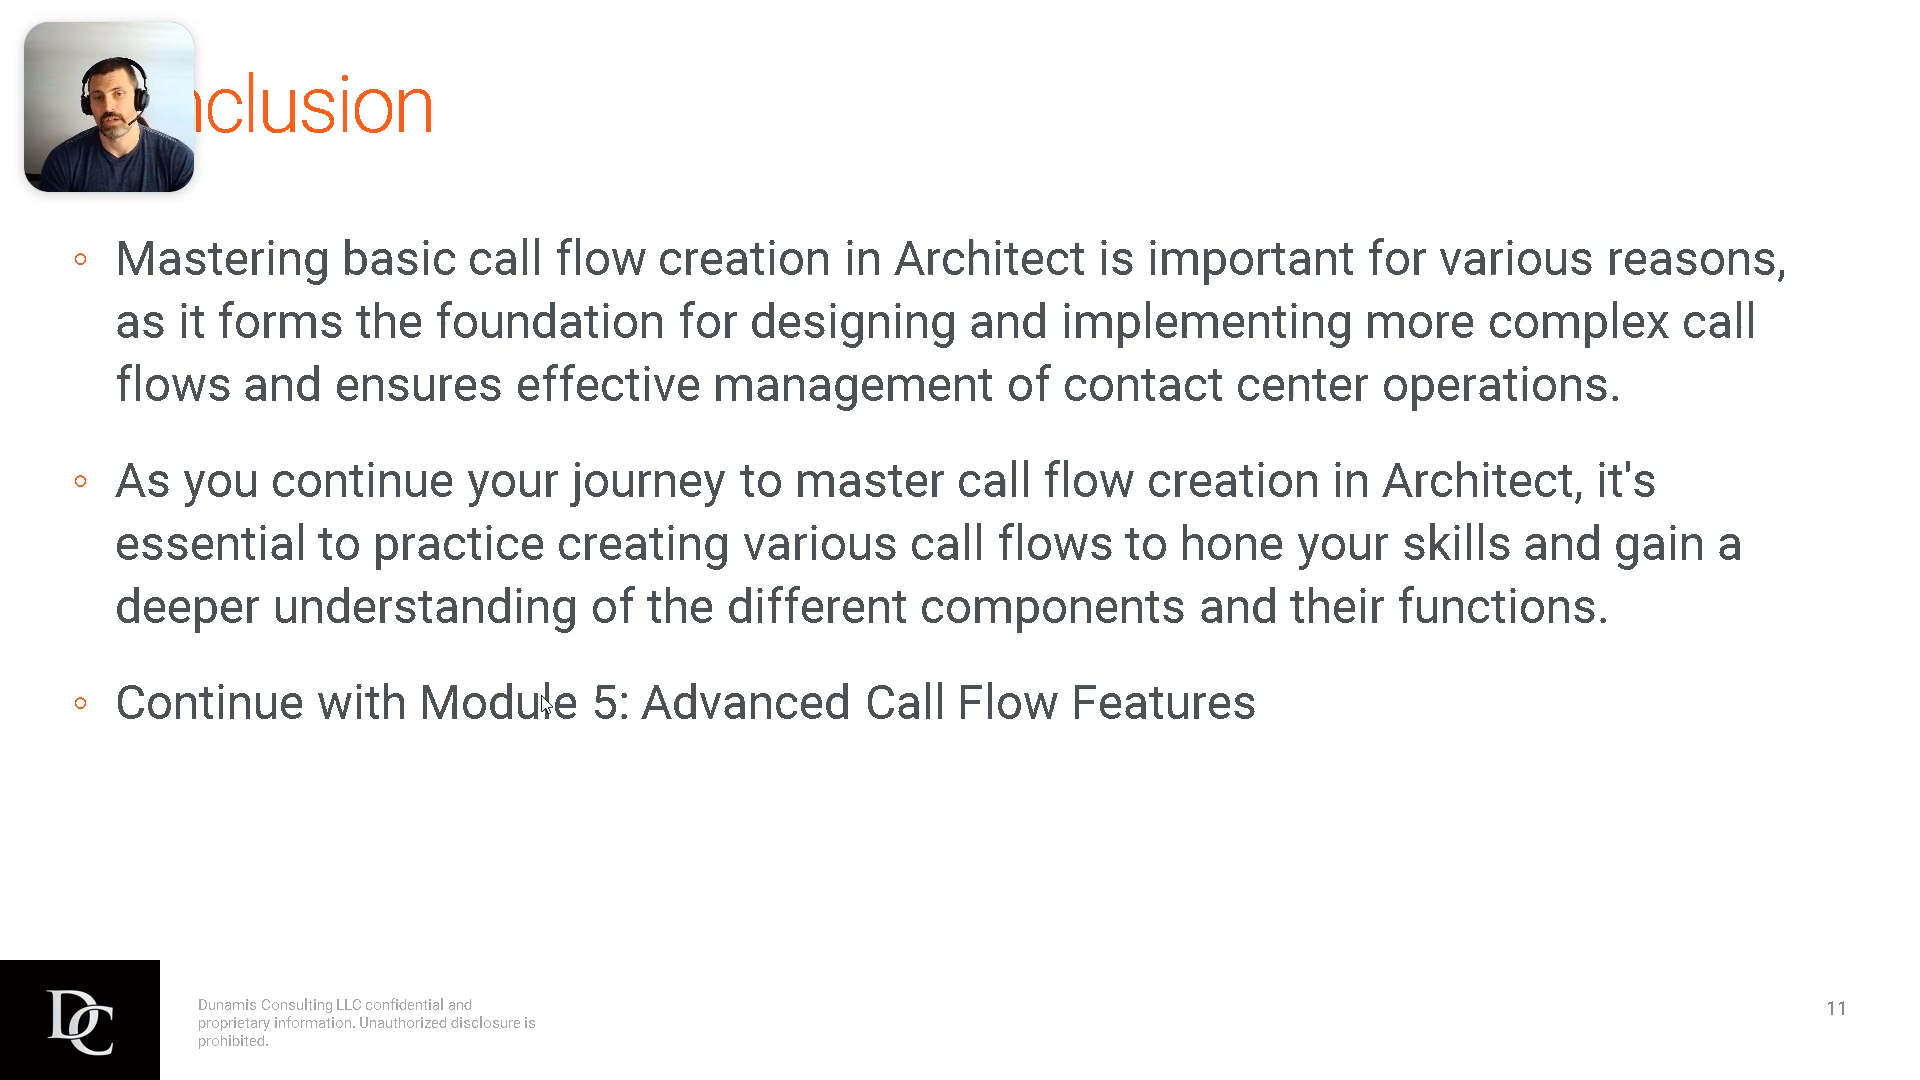 nclusion
Mastering basic call flow creation in Architect is important for various reasons,
as it forms the foundation for designing and implementing more complex call
flows and ensures effective management of contact center operations.
As you continue your journey to master call flow creation in Architect, it's
essential to practice creating various call flows to hone your skills and gain a
deeper understanding of the different components and their functions.
Continue with Module 5: Advanced Call Flow Features
DC
Dunamis Consulting LLC confidential and
proprietary information. Unauthorized disclosure is
prohibited.
11